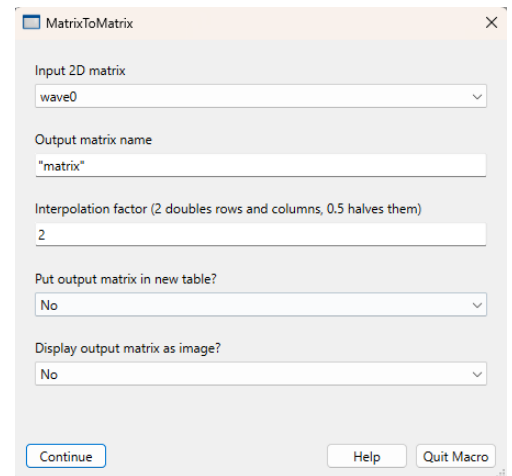 MatrixToMatrix
Input 2D matrix
wave0
Output matrix name
"matrix"
Interpolation factor (2 doubles rows and columns, 0.5 halves them)
2
Put output matrix in new table?
No
Display output matrix as image?
No
Continue Help Quit Macro